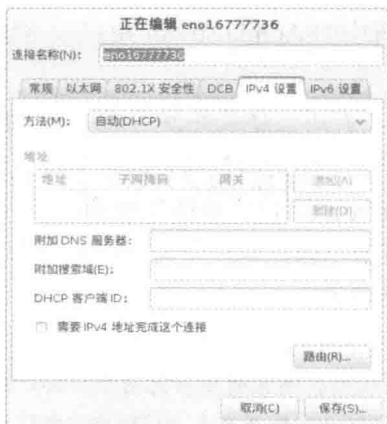 正在编辑 eno16777736
连接名称(N): eno16777736
常规 以太网 802.1X 安全性 DCB IPv4 设置 IPv6 设置
方法(M): 自动(DHCP)
地址
地址 子网掩码 网关 添加(A)
删除(D)
附加 DNS 服务器:
附加搜索域(E):
DHCP 客户端 ID:
需要 IPv4 地址完成这个连接
路由(R)...
取消(C) 保存(S)...